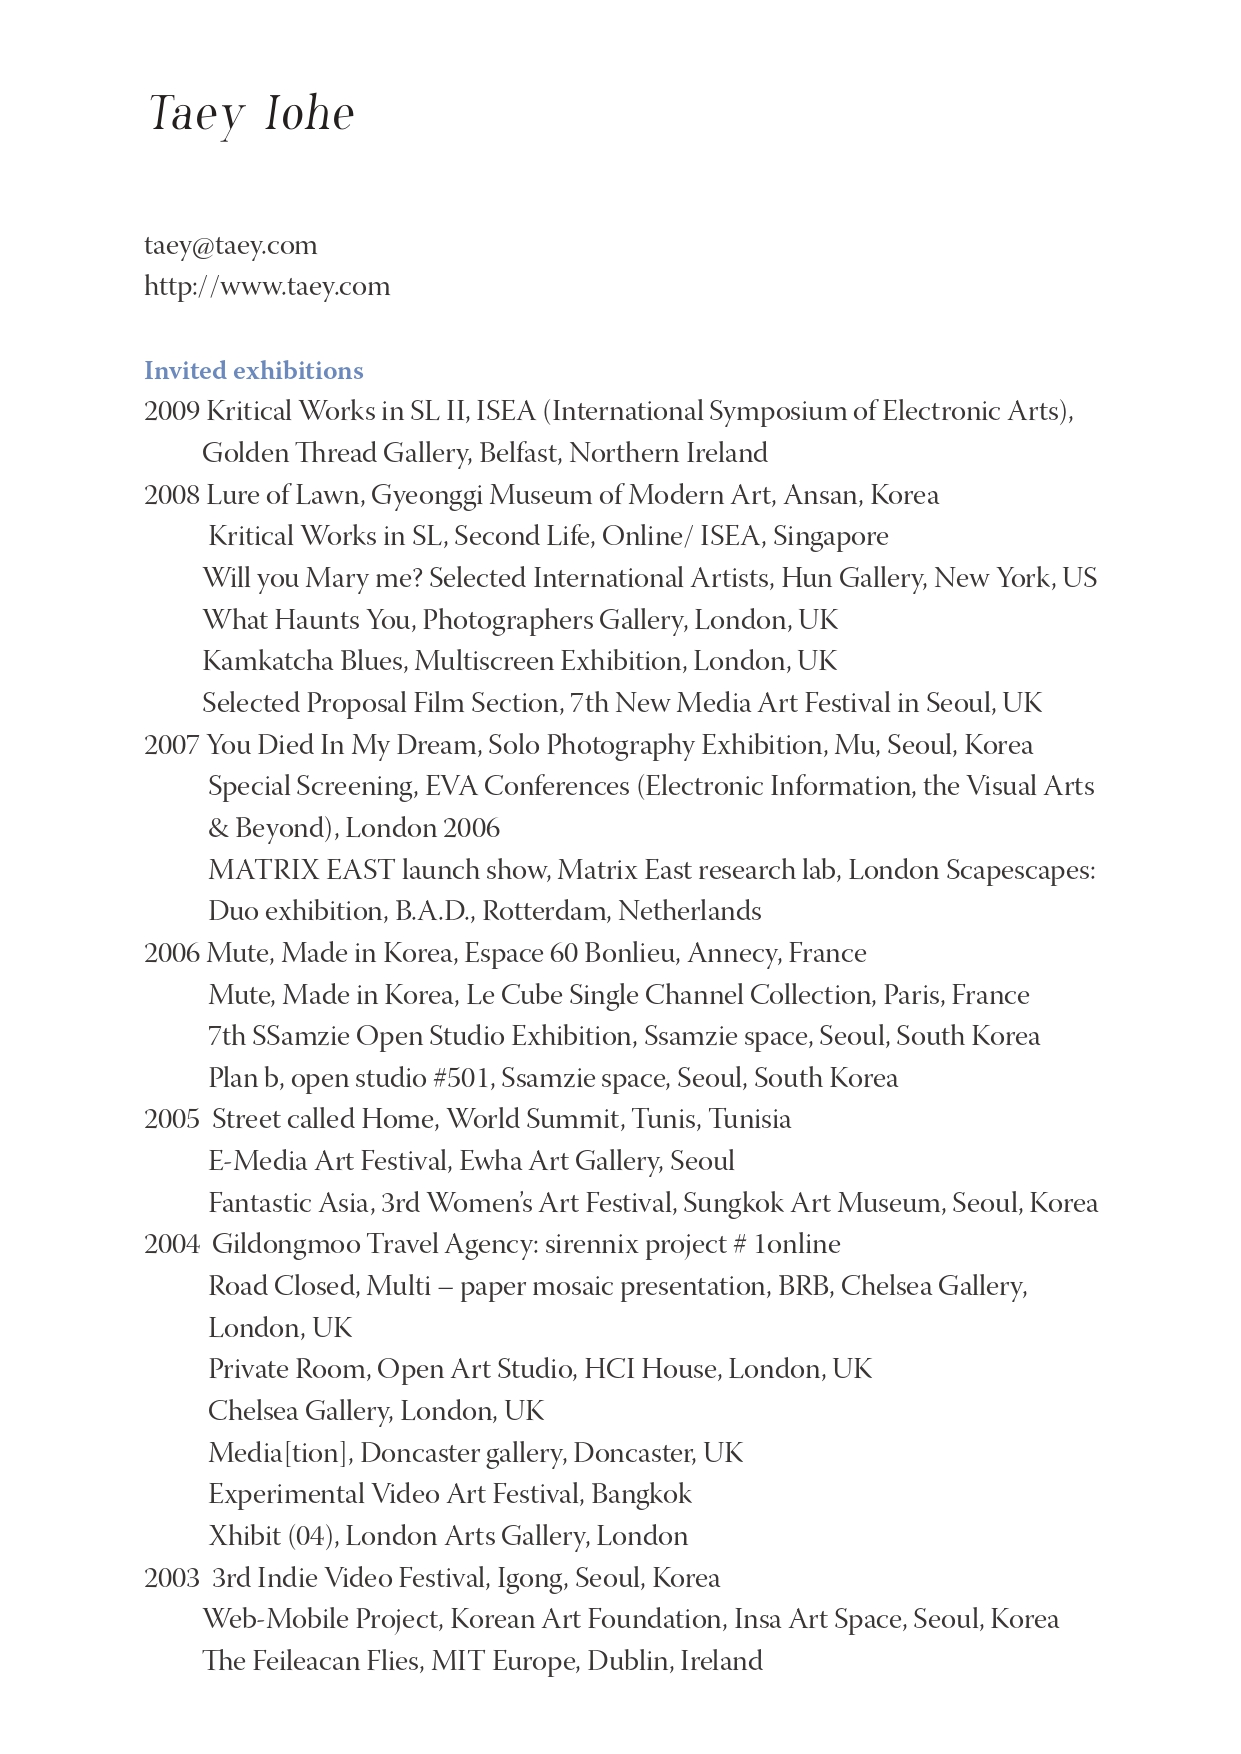 Taey Iohe
taey@taey.com
http://www.taey.com
Invited exhibitions
2009 Kritical Works in SL II, ISEA (International Symposium of Electronic Arts),
Golden Thread Gallery, Belfast, Northern Ireland
2008 Lure of Lawn, Gyeonggi Museum of Modern Art, Ansan, Korea
Kritical Works in SL, Second Life, Online/ ISEA, Singapore
Will you Mary me? Selected International Artists, Hun Gallery, New York, US
What Haunts You, Photographers Gallery, London, UK
Kamkatcha Blues, Multiscreen Exhibition, London, UK
Selected Proposal Film Section, 7th New Media Art Festival in Seoul, UK
2007 You Died In My Dream, Solo Photography Exhibition, Mu, Seoul, Korea
Special Screening, EVA Conferences (Electronic Information, the Visual Arts
& Beyond), London 2006
MATRIX EAST launch show, Matrix East research lab, London Scapescapes:
Duo exhibition, B.A.D., Rotterdam, Netherlands
2006 Mute, Made in Korea, Espace 60 Bonlieu, Annecy, France
Mute, Made in Korea, Le Cube Single Channel Collection, Paris, France
7th SSamzie Open Studio Exhibition, Ssamzie space, Seoul, South Korea
Plan b, open studio #501, Ssamzie space, Seoul, South Korea
2005 Street called Home, World Summit, Tunis, Tunisia
E-Media Art Festival, Ewha Art Gallery, Seoul
Fantastic Asia, 3rd Women's Art Festival, Sungkok Art Museum, Seoul, Korea
2004 Gildongmoo Travel Agency: sirennix project # 1online
Road Closed, Multi – paper mosaic presentation, BRB, Chelsea Gallery,
London, UK
Private Room, Open Art Studio, HCI House, London, UK
Chelsea Gallery, London, UK
Media[tion], Doncaster gallery, Doncaster, UK
Experimental Video Art Festival, Bangkok
Xhibit (04), London Arts Gallery, London
2003 3rd Indie Video Festival, Igong, Seoul, Korea
Web-Mobile Project, Korean Art Foundation, Insa Art Space, Seoul, Korea
The Feileacan Flies, MIT Europe, Dublin, Ireland